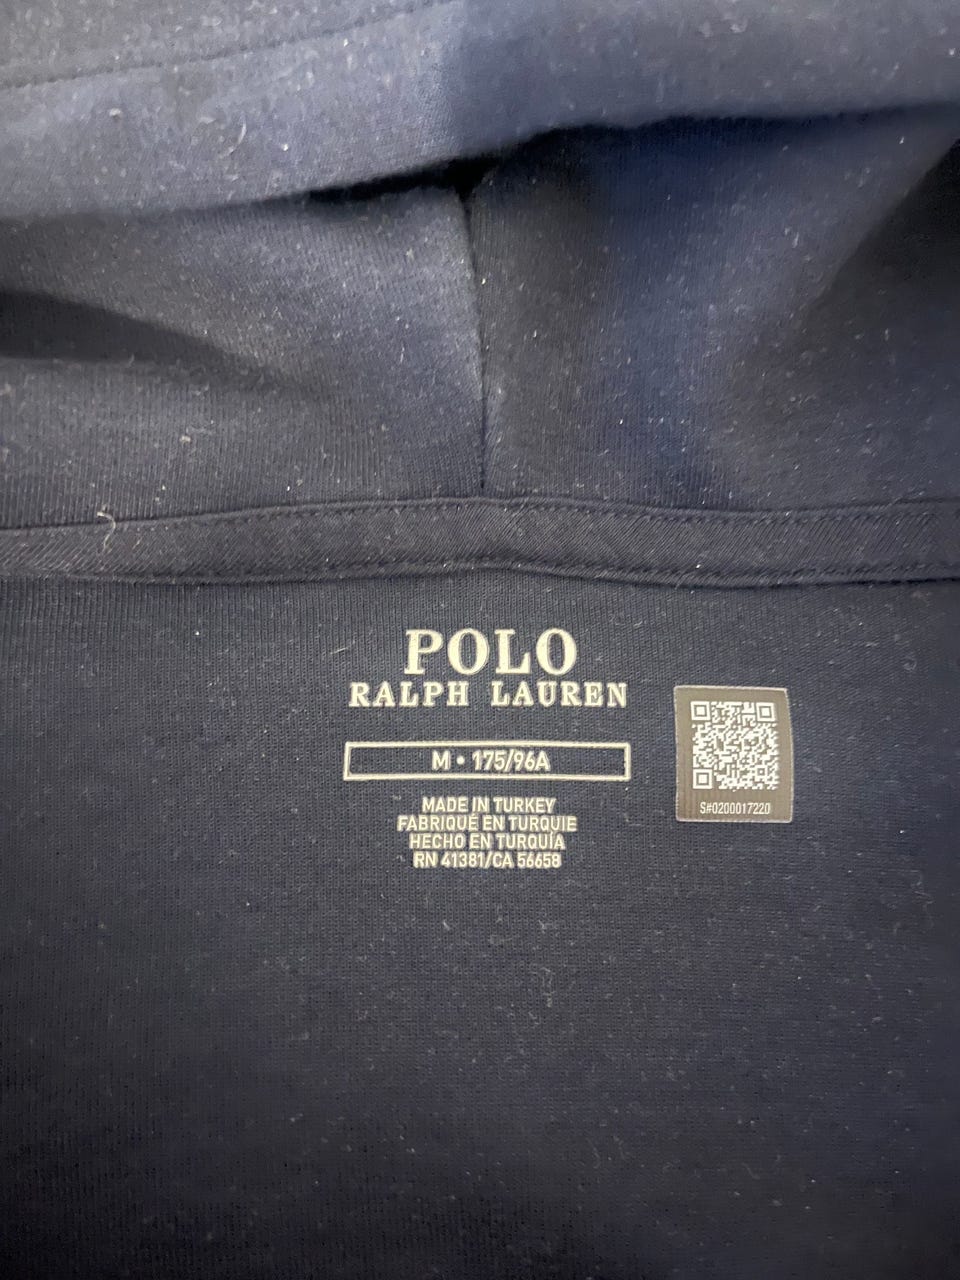 POLO
RALPH LAUREN
M • 175/96A
MADE IN TURKEY
FABRIQUÉ EN TURQUIE
HECHO EN TURQUÍA
RN 41381/CA 56658
S#0200017220